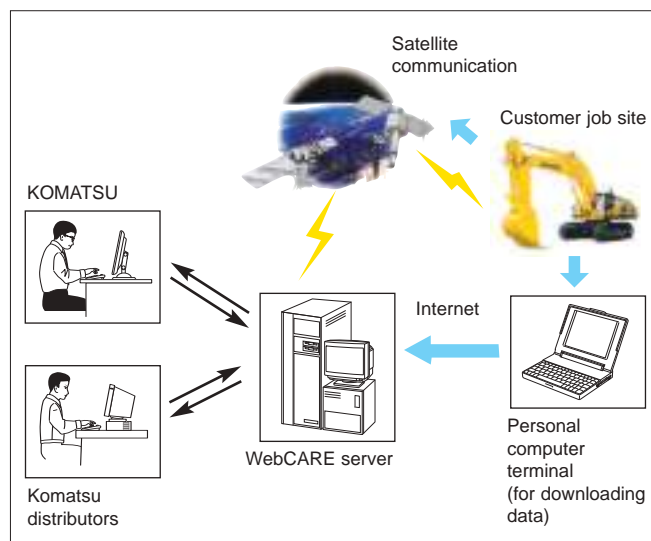 Satellite
communication
Customer job site
KOMATSU
Internet
WebCARE server
Personal
computer
terminal
(for downloading
data)
Komatsu
distributors